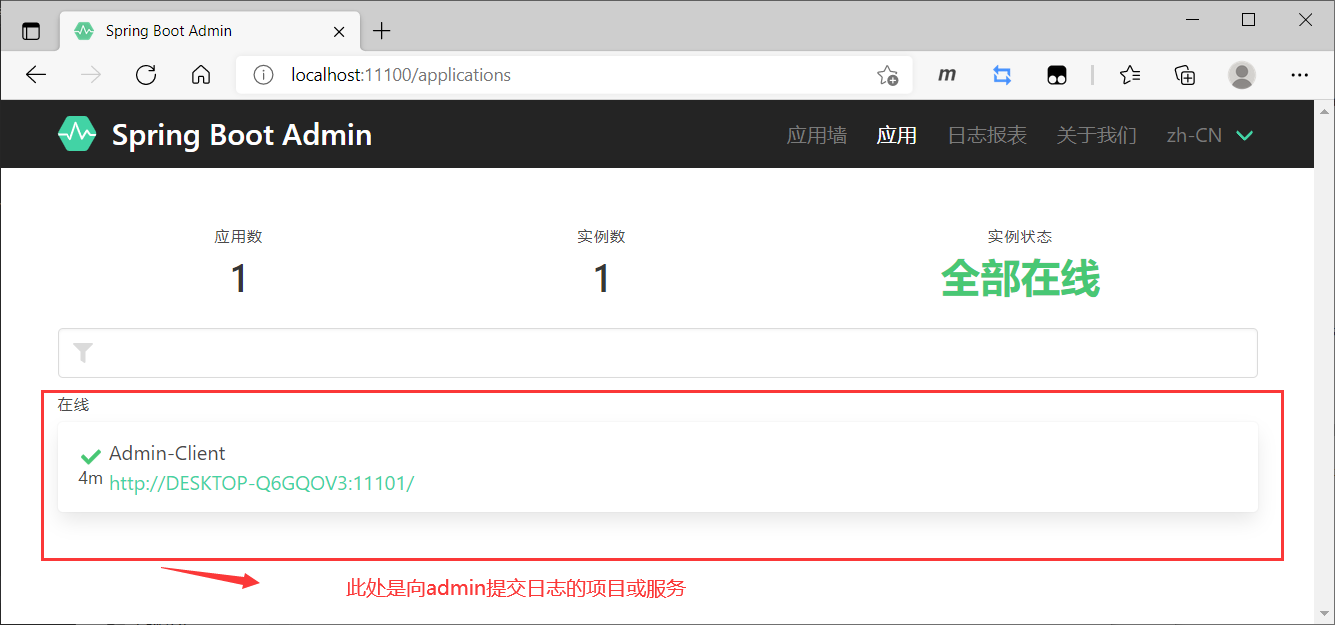 Spring Boot Admin
localhost:11100/applications
Spring Boot Admin 应用墙 应用 日志报表 关于我们 zh-CN
应用数 实例数 实例状态
1 1 全部在线
在线
Admin-Client
4m http://DESKTOP-Q6GQOV3:11101/
此处是向admin提交日志的项目或服务